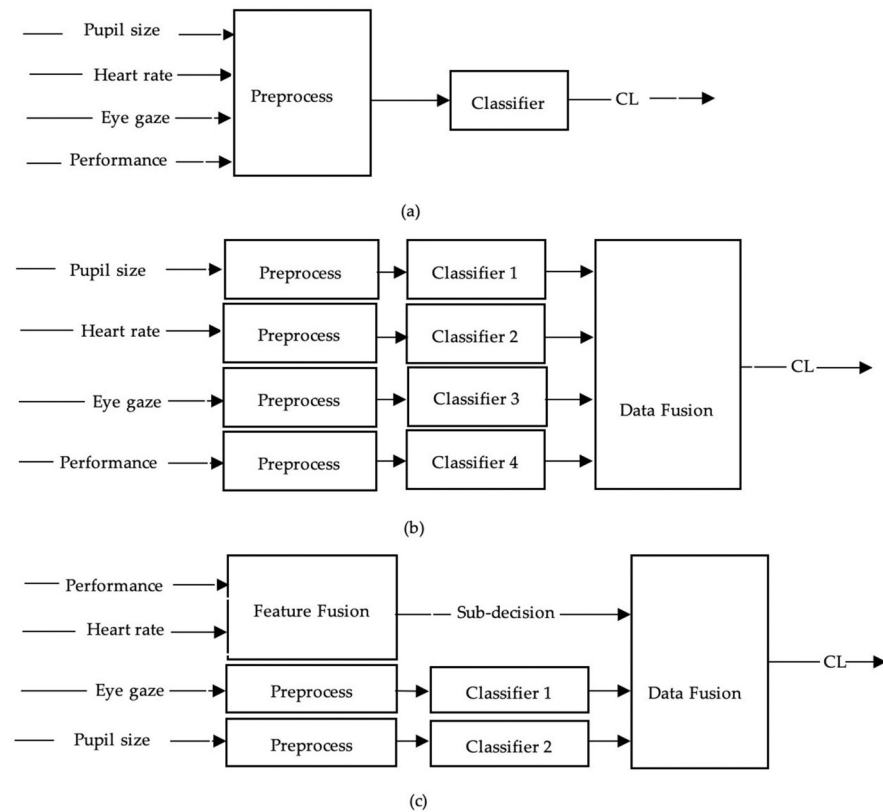 Pupil size
Heart rate
Eye gaze
Performance
Preprocess
Classifier
CL
(a)
Pupil size
Preprocess
Classifier 1
Heart rate
Preprocess
Classifier 2
Eye gaze
Preprocess
Classifier 3
Performance
Preprocess
Classifier 4
Data Fusion
CL
(b)
Performance
Heart rate
Feature Fusion
Sub-decision
Eye gaze
Preprocess
Classifier 1
Pupil size
Preprocess
Classifier 2
Data Fusion
CL
(c)